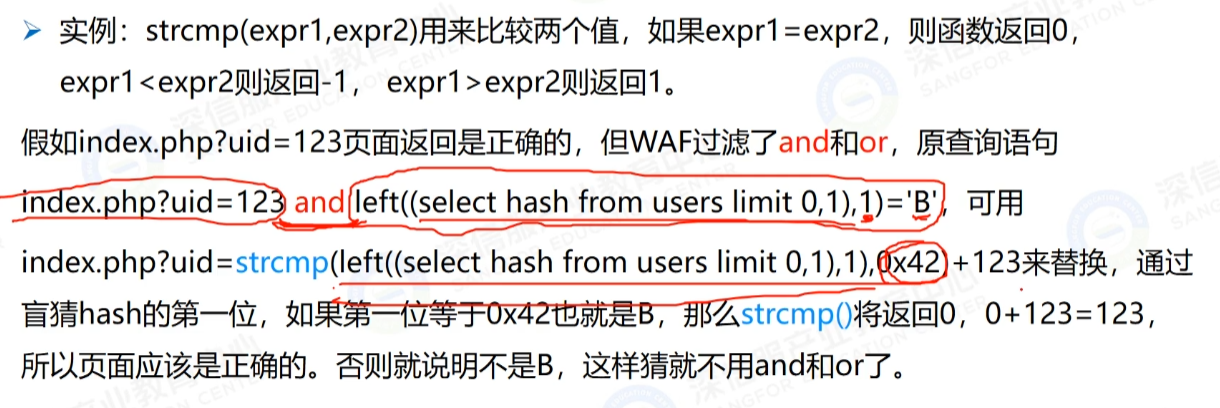 ➢ 实例：strcmp(expr1,expr2)用来比较两个值，如果expr1=expr2，则函数返回0，
expr1<expr2则返回-1， expr1>expr2则返回1。
假如index.php?uid=123页面返回是正确的，但WAF过滤了and和or，原查询语句
index.php?uid=123 and left((select hash from users limit 0,1),1)='B'，可用
index.php?uid=strcmp(left((select hash from users limit 0,1),1),0x42)+123来替换，通过
盲猜hash的第一位，如果第一位等于0x42也就是B，那么strcmp()将返回0，0+123=123，
所以页面应该是正确的。否则就说明不是B，这样猜就不用and和or了。